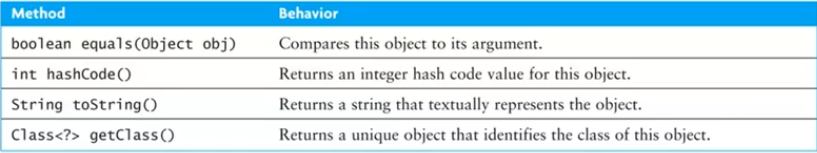 Method Behavior
boolean equals(Object obj) Compares this object to its argument.
int hashCode() Returns an integer hash code value for this object.
String toString() Returns a string that textually represents the object.
Class<?> getClass() Returns a unique object that identifies the class of this object.